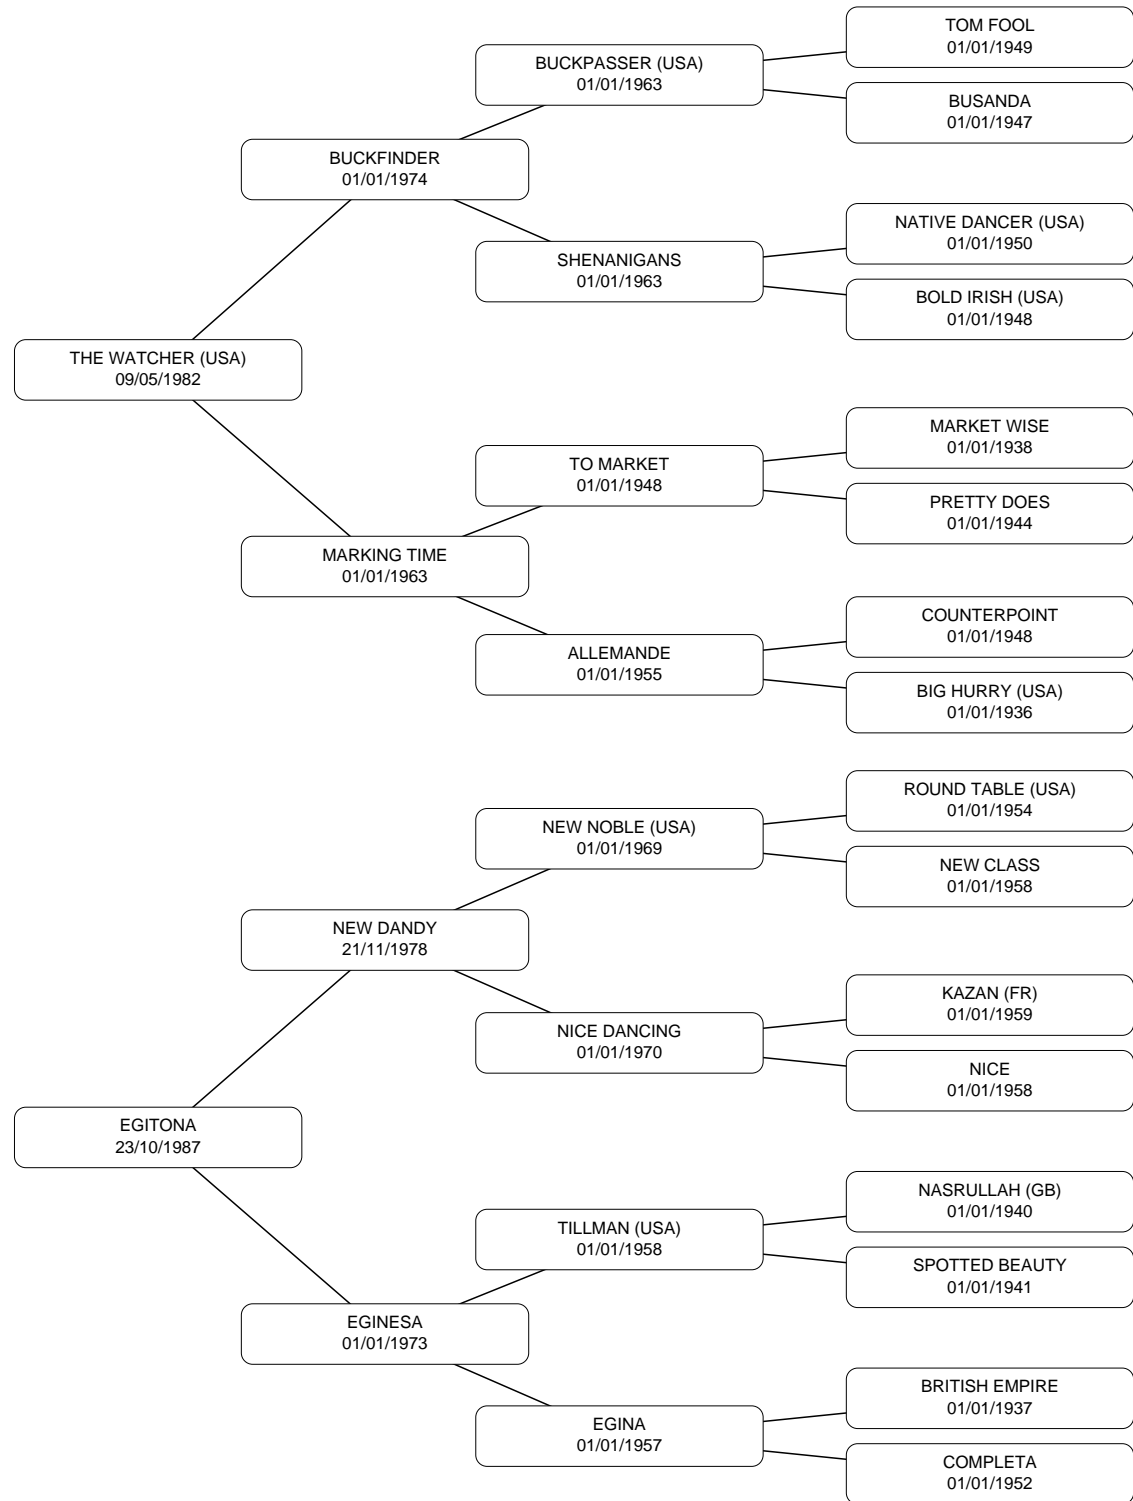 TOM FOOL
01/01/1949
BUCKPASSER (USA)
01/01/1963
BUSANDA
01/01/1947
BUCKFINDER
01/01/1974
NATIVE DANCER (USA)
01/01/1950
SHENANIGANS
01/01/1963
BOLD IRISH (USA)
01/01/1948
THE WATCHER (USA)
09/05/1982
MARKET WISE
01/01/1938
TO MARKET
01/01/1948
PRETTY DOES
01/01/1944
MARKING TIME
01/01/1963
COUNTERPOINT
01/01/1948
ALLEMANDE
01/01/1955
BIG HURRY (USA)
01/01/1936
ROUND TABLE (USA)
01/01/1954
NEW NOBLE (USA)
01/01/1969
NEW CLASS
01/01/1958
NEW DANDY
21/11/1978
KAZAN (FR)
01/01/1959
NICE DANCING
01/01/1970
NICE
01/01/1958
EGITONA
23/10/1987
NASRULLAH (GB)
01/01/1940
TILLMAN (USA)
01/01/1958
SPOTTED BEAUTY
01/01/1941
EGINESA
01/01/1973
BRITISH EMPIRE
01/01/1937
EGINA
01/01/1957
COMPLETA
01/01/1952